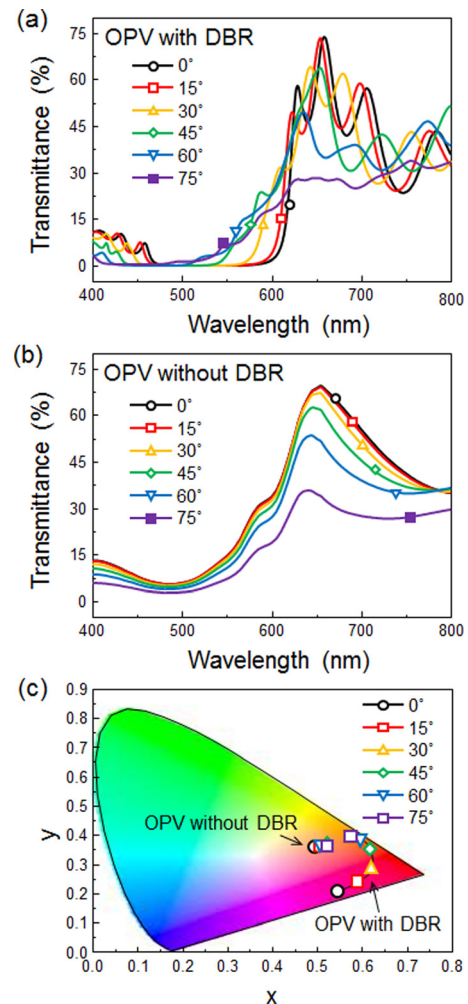 (a)
OPV with DBR
0°
15°
30°
45°
60°
75°
Transmittance (%)
75
60
45
30
15
0
400 500 600 700 800
Wavelength (nm)
(b)
OPV without DBR
0°
15°
30°
45°
60°
75°
Transmittance (%)
75
60
45
30
15
0
400 500 600 700 800
Wavelength (nm)
(c)
0°
15°
30°
45°
60°
75°
OPV without DBR
OPV with DBR
y
0.9
0.8
0.7
0.6
0.5
0.4
0.3
0.2
0.1
0.0
0.0 0.1 0.2 0.3 0.4 0.5 0.6 0.7 0.8
x